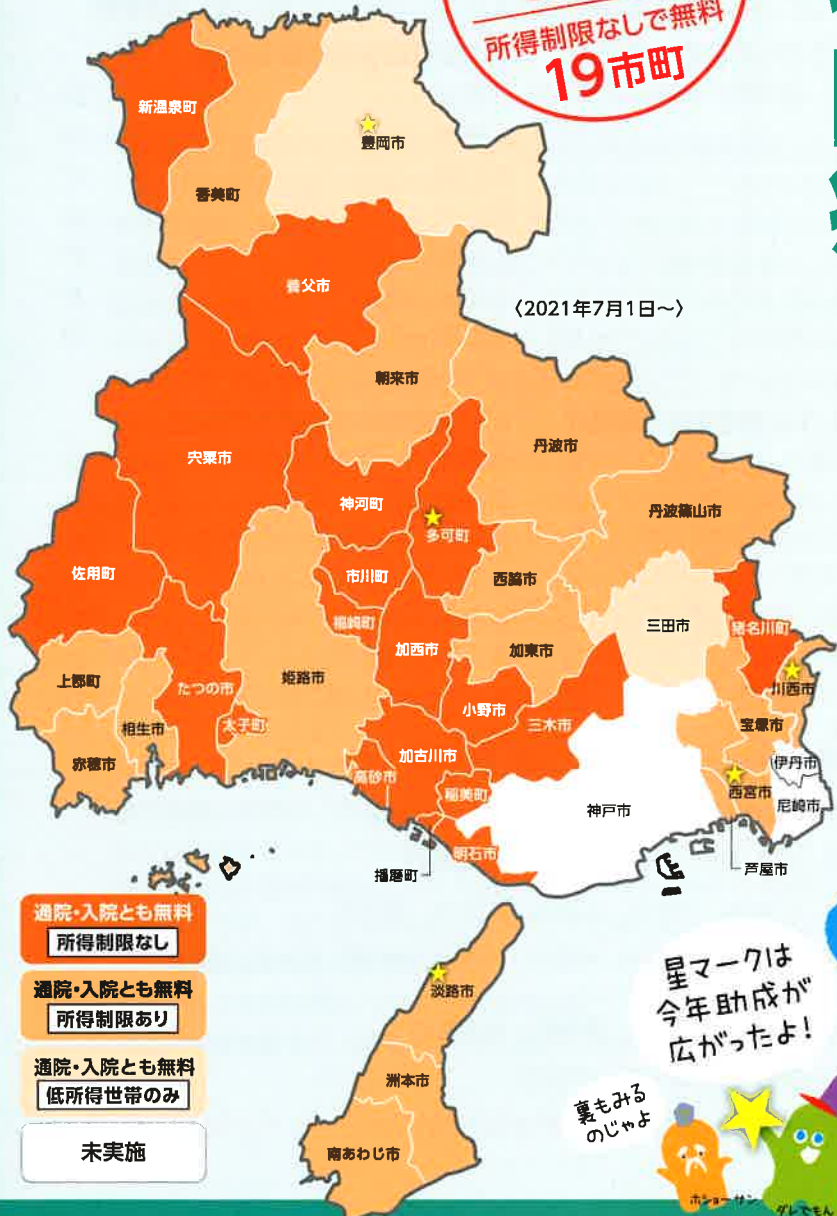 所得制限なしで無料
19市町
新温泉町
豊岡市
香美町
養父市
〈2021年7月1日~〉
朝来市
丹波市
宍粟市
神河町
丹波篠山市
多可町
佐用町
市川町
西脇市
福崎町
三田市
猪名川町
加西市
加東市
上郡町
たつの市
姫路市
川西市
小野市
相生市
太子町
三木市
宝塚市
赤穂市
加古川市
伊丹市
高砂市
稲美町
西宮市
尼崎市
神戸市
明石市
播磨町
芦屋市
通院・入院とも無料
所得制限なし
通院・入院とも無料
所得制限あり
通院・入院とも無料
低所得世帯のみ
未実施
淡路市
洲本市
南あわじ市
星マークは
今年助成が
広がったよ!
裏もみる
のじゃよ
ホショーサン
ダレでもん